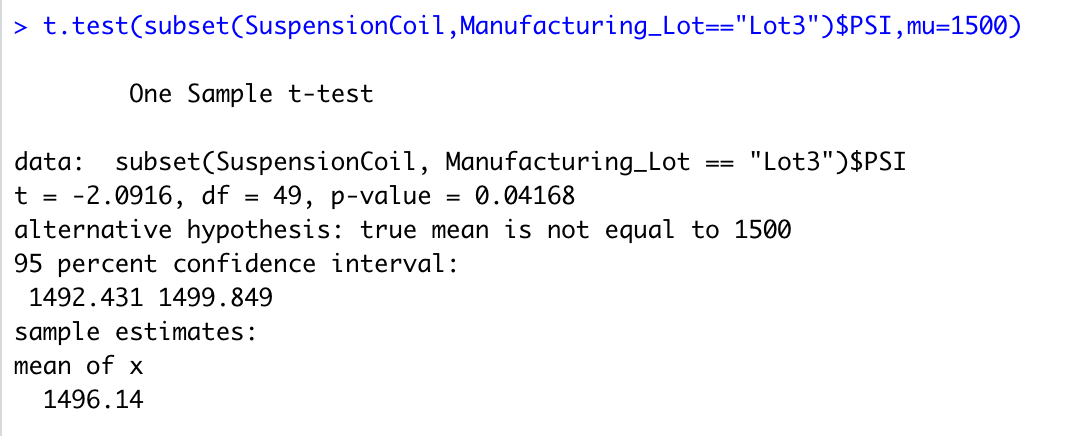 > t.test(subset(SuspensionCoil,Manufacturing_Lot=="Lot3")$PSI,mu=1500)
One Sample t-test
data:  subset(SuspensionCoil, Manufacturing_Lot == "Lot3")$PSI
t = -2.0916, df = 49, p-value = 0.04168
alternative hypothesis: true mean is not equal to 1500
95 percent confidence interval:
1492.431 1499.849
sample estimates:
mean of x
1496.14